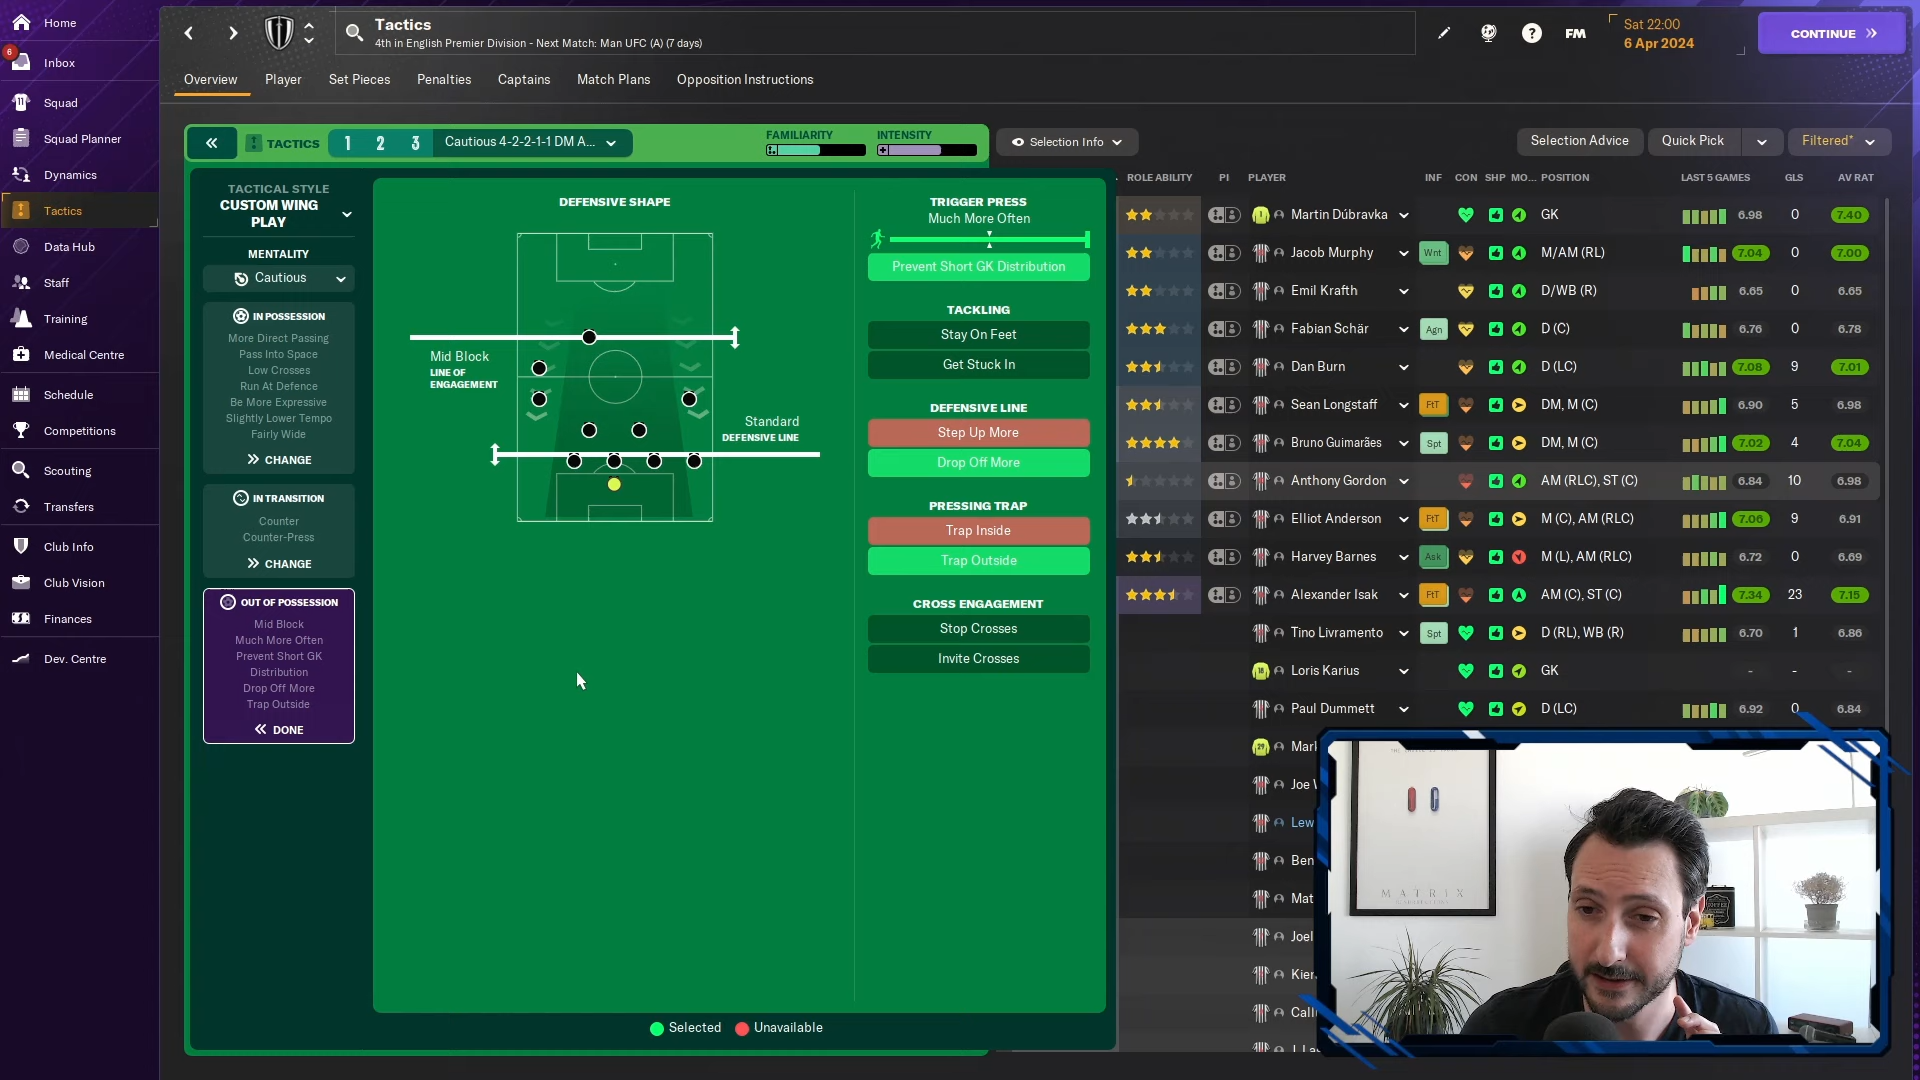 Home
6
Inbox
Squad
Squad Planner
Dynamics
Tactics
Data Hub
Staff
Training
Medical Centre
Schedule
Competitions
Scouting
Transfers
Club Info
Club Vision
Finances
Dev. Centre
Tactics
4th in English Premier Division - Next Match: Man UFC (A) (7 days)
FM
Sat 22:00
6 Apr 2024
CONTINUE
Overview
Player
Set Pieces
Penalties
Captains
Match Plans
Opposition Instructions
TACTICS
1 2 3
Cautious 4-2-2-1-1 DM A...
FAMILIARITY
INTENSITY
Selection Info
Selection Advice
Quick Pick
Filtered*
TACTICAL STYLE
CUSTOM WING
PLAY
MENTALITY
Cautious
IN POSSESSION
More Direct Passing
Pass Into Space
Low Crosses
Run At Defence
Be More Expressive
Slightly Lower Tempo
Fairly Wide
CHANGE
IN TRANSITION
Counter
Counter-Press
CHANGE
OUT OF POSSESSION
Mid Block
Much More Often
Prevent Short GK
Distribution
Drop Off More
Trap Outside
DONE
DEFENSIVE SHAPE
Mid Block
LINE OF
ENGAGEMENT
Standard
DEFENSIVE LINE
TRIGGER PRESS
Much More Often
Prevent Short GK Distribution
TACKLING
Stay On Feet
Get Stuck In
DEFENSIVE LINE
Step Up More
Drop Off More
PRESSING TRAP
Trap Inside
Trap Outside
CROSS ENGAGEMENT
Stop Crosses
Invite Crosses
Selected
Unavailable
ROLE ABILITY PI PLAYER INF CON SHP MO... POSITION LAST 5 GAMES GLS AV RAT
Martin Dúbravka GK 6.98 0 7.40
Jacob Murphy Wnt M/AM (RL) 7.04 0 7.00
Emil Krafth D/WB (R) 6.65 0 6.65
Fabian Schär Agn D (C) 6.76 0 6.78
Dan Burn D (LC) 7.08 9 7.01
Sean Longstaff FtT DM, M (C) 6.90 5 6.98
Bruno Guimarães Spt DM, M (C) 7.02 4 7.04
Anthony Gordon AM (RLC), ST (C) 6.84 10 6.98
Elliot Anderson FtT M (C), AM (RLC) 7.06 9 6.91
Harvey Barnes Ask M (L), AM (RLC) 6.72 0 6.69
Alexander Isak FtT AM (C), ST (C) 7.34 23 7.15
Tino Livramento Spt D (RL), WB (R) 6.70 1 6.86
Loris Karius GK - - -
Paul Dummett D (LC) 6.92 0 6.84
Mar
Joe
Lew
Ben
Mat
Joel
Kier
Call
MATRIX